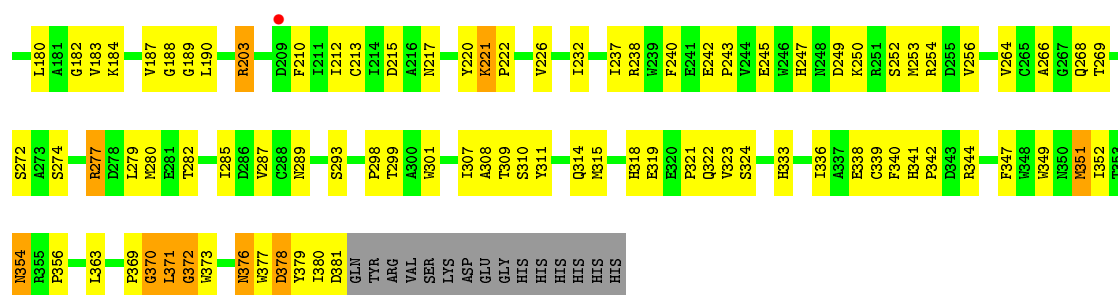 L180 A181 G182 V183 K184 V187 G188 G189 L190 R203 D209 F210 I211 I212 C213 I214 D215 A216 N217 Y220 K221 P222 V226 I232 I237 R238 W239 F240 E241 E242 P243 V244 E245 W246 H247 N248 D249 K250 R251 S252 M253 R254 D255 V256 V264 C265 A266 G267 Q268 T269
S272 A273 S274 R277 D278 L279 M280 E281 T282 I285 D286 V287 C288 N289 S293 P298 T299 A300 W301 I307 A308 T309 S310 Y311 Q314 M315 H318 E319 E320 P321 Q322 V323 S324 H333 I336 A337 E338 C339 F340 H341 P342 D343 R344 F347 W348 W349 N350 M351 I352 T353
N354 R355 P356 L363 P369 G370 L371 G372 W373 N376 W377 D378 Y379 I380 D381 GLN TYR ARG VAL SER LYS ASP GLU GLY HIS HIS HIS HIS HIS HIS